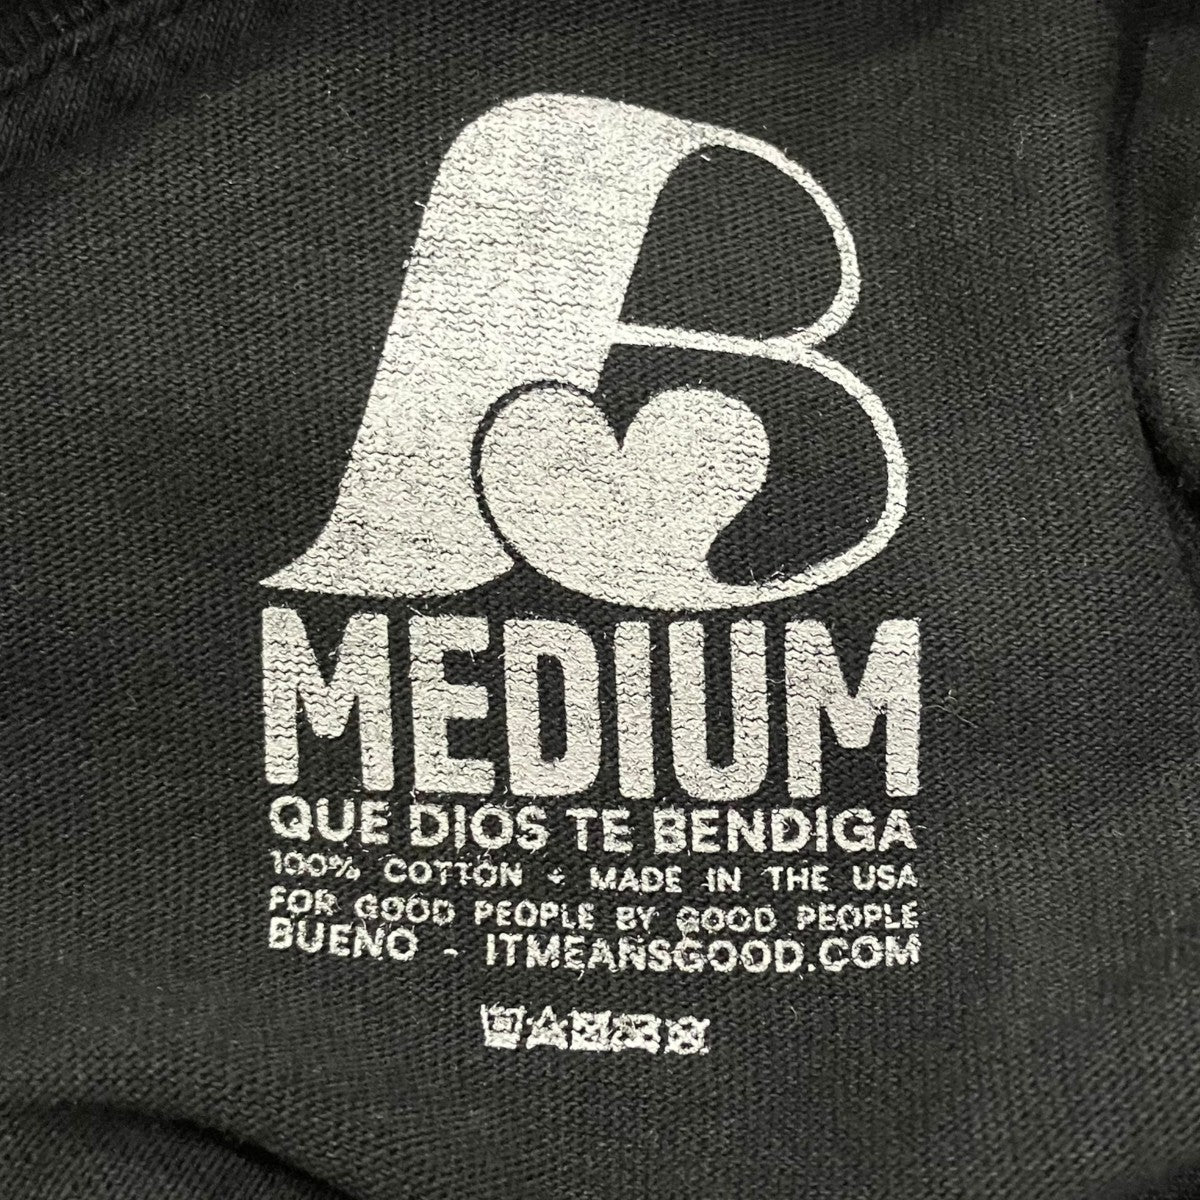 B
MEDIUM
QUE DIOS TE BENDIGA
100% COTTON + MADE IN THE USA
FOR GOOD PEOPLE BY GOOD PEOPLE
BUENO - ITMEANSGOOD.COM